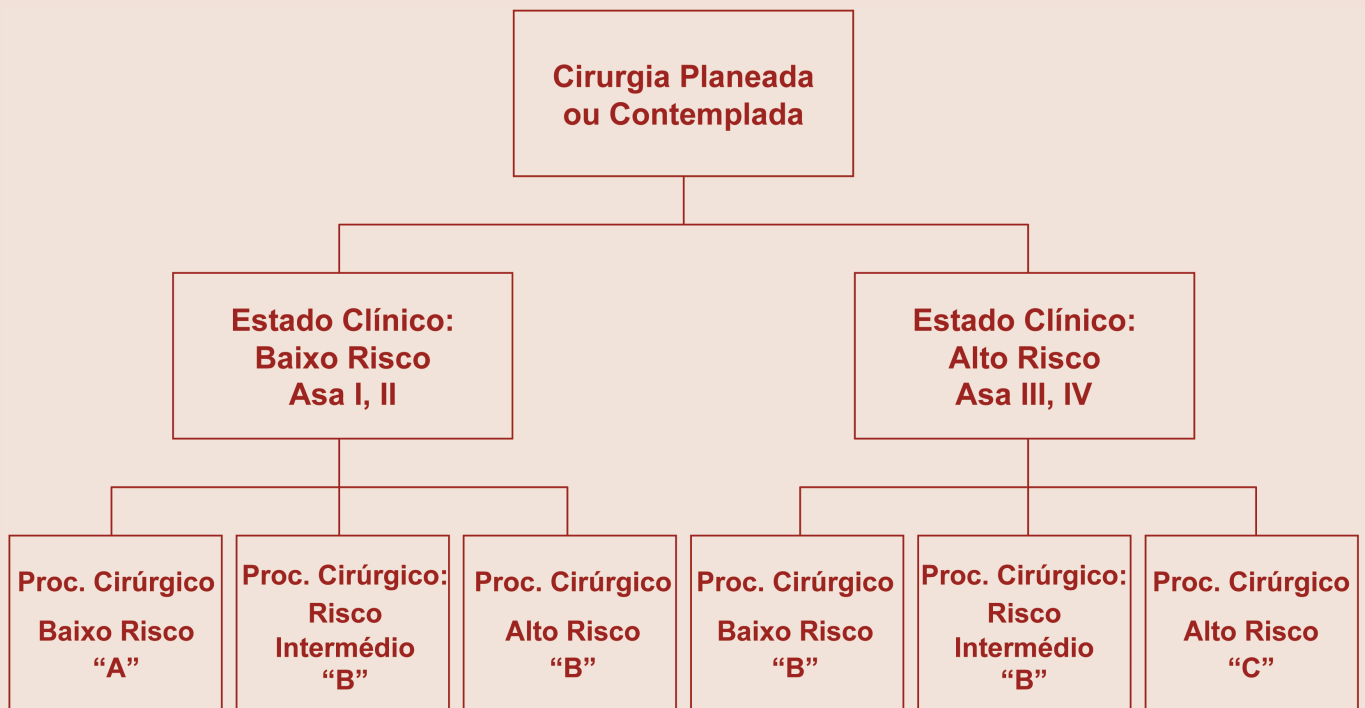 Cirurgia Planeada
ou Contemplada
Estado Clínico:
Baixo Risco
Asa I, II
Estado Clínico:
Alto Risco
Asa III, IV
Proc. Cirúrgico
Baixo Risco
“A”
Proc. Cirúrgico:
Risco
Intermédio
“B”
Proc. Cirúrgico
Alto Risco
“B”
Proc. Cirúrgico
Baixo Risco
“B”
Proc. Cirúrgico:
Risco
Intermédio
“B”
Proc. Cirúrgico
Alto Risco
“C”